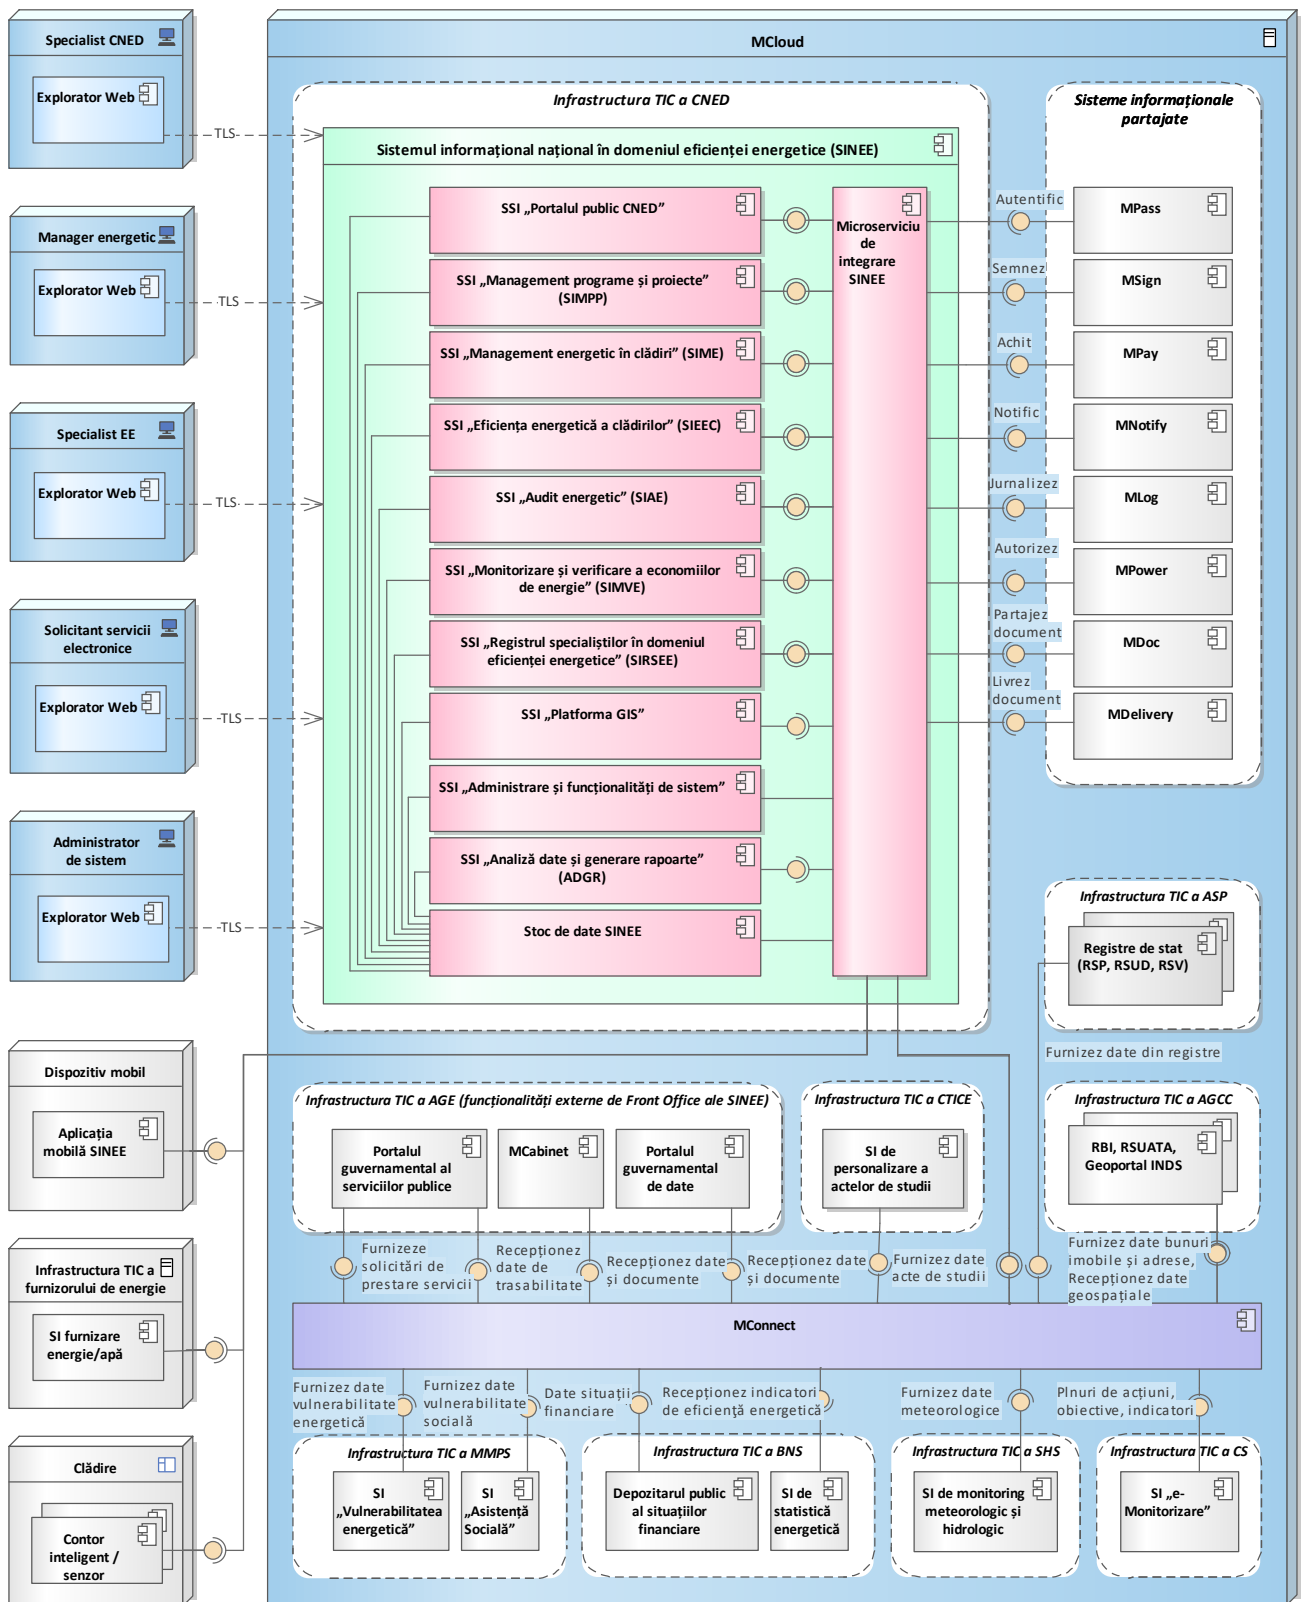 Specialist CNED
Explorator Web
TLS
Manager energetic
Explorator Web
TLS
Specialist EE
Explorator Web
TLS
Solicitant servicii
electronice
Explorator Web
TLS
Administrator
de sistem
Explorator Web
TLS
Dispozitiv mobil
Aplicația
mobilă SINEE
Infrastructura TIC a
furnizorului de energie
SI furnizare
energie/apă
Clădire
Contor
inteligent /
senzor
MCloud
Infrastructura TIC a CNED
Sistemul informațional național în domeniul eficienței energetice (SINEE)
SSI „Portalul public CNED”
SSI „Management programe și proiecte”
(SIMPP)
SSI „Management energetic în clădiri” (SIME)
SSI „Eficiența energetică a clădirilor” (SIEEC)
SSI „Audit energetic” (SIAE)
SSI „Monitorizare și verificare a economiilor
de energie” (SIMVE)
SSI „Registrul specialiștilor în domeniul
eficienței energetice” (SIRSEE)
SSI „Platforma GIS”
SSI „Administrare și funcționalități de sistem”
SSI „Analiză date și generare rapoarte”
(ADGR)
Stoc de date SINEE
Microserviciu
de
integrare
SINEE
Sisteme informaționale
partajate
Autentific
MPass
Semnez
MSign
Achit
MPay
Notific
MNotify
Jurnalizez
MLog
Autorizez
MPower
Partajez
document
MDoc
Livrez
document
MDelivery
Infrastructura TIC a ASP
Registre de stat
(RSP, RSUD, RSV)
Furnizez date din registre
Infrastructura TIC a AGE (funcționalități externe de Front Office ale SINEE)
Portalul
guvernamental al
serviciilor publice
MCabinet
Portalul
guvernamental
de date
Infrastructura TIC a CTICE
SI de
personalizare a
actelor de studii
Infrastructura TIC a AGCC
RBI, RSUATA,
Geoportal INDS
Furnizeze
solicitări de
prestare servicii
Recepționez
date de
trasabilitate
Recepționez date
și documente
Recepționez date
și documente
Furnizez date
acte de studii
Furnizez date bunuri
imobile și adrese,
Recepționez date
geospațiale
MConnect
Furnizez date
vulnerabilitate
energetică
Furnizez date
vulnerabilitate
socială
Date situații
financiare
Recepționez indicatori
de eficiență energetică
Furnizez date
meteorologice
Plnuri de acțiuni,
obiective, indicatori
Infrastructura TIC a MMPS
SI
„Vulnerabilitatea
energetică”
SI
„Asistență
Socială”
Infrastructura TIC a BNS
Depozitarul public
al situațiilor
financiare
SI de
statistică
energetică
Infrastructura TIC a SHS
SI de monitoring
meteorologic și
hidrologic
Infrastructura TIC a CS
SI „e-
Monitorizare”